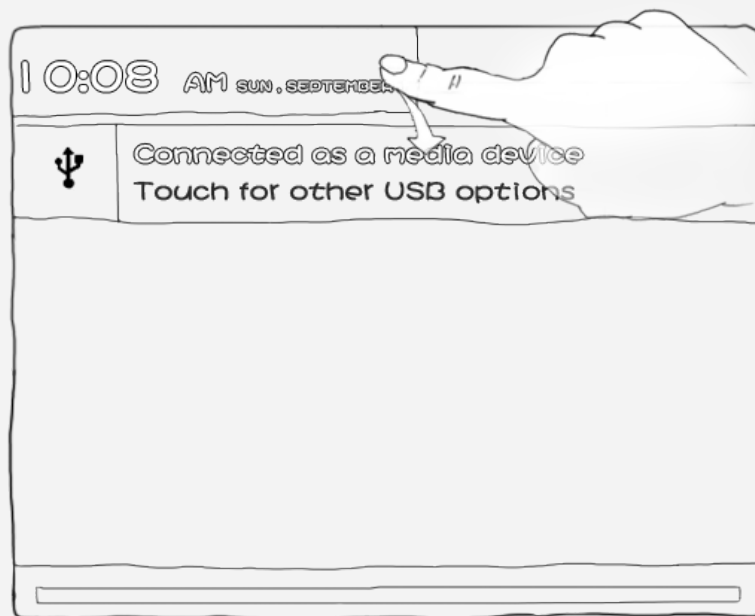 10:08 AM SUN, SEPTEMBER
Connected as a media device
Touch for other USB options